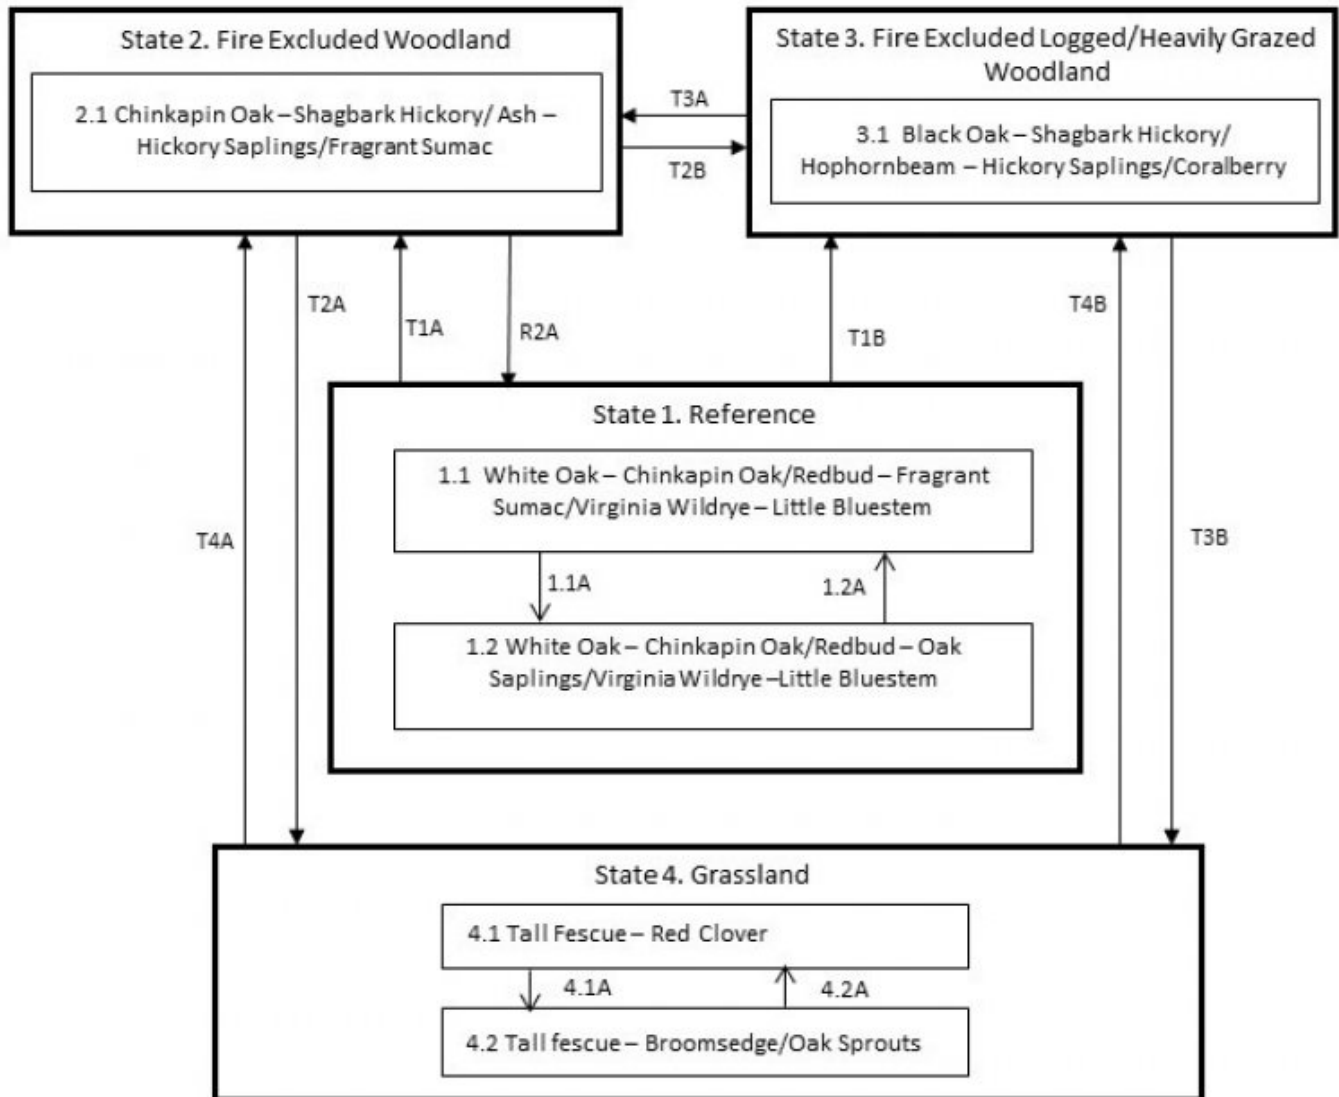 State 2. Fire Excluded Woodland
2.1 Chinkapin Oak – Shagbark Hickory/ Ash –
Hickory Saplings/Fragrant Sumac
State 3. Fire Excluded Logged/Heavily Grazed
Woodland
3.1 Black Oak – Shagbark Hickory/
Hophornbeam – Hickory Saplings/Coralberry
T3A
T2B
T2A
T1A
R2A
T1B
T4B
State 1. Reference
1.1 White Oak – Chinkapin Oak/Redbud – Fragrant
Sumac/Virginia Wildrye – Little Bluestem
T4A
T3B
1.1A
1.2A
1.2 White Oak – Chinkapin Oak/Redbud – Oak
Saplings/Virginia Wildrye –Little Bluestem
State 4. Grassland
4.1 Tall Fescue – Red Clover
4.1A
4.2A
4.2 Tall fescue – Broomsedge/Oak Sprouts